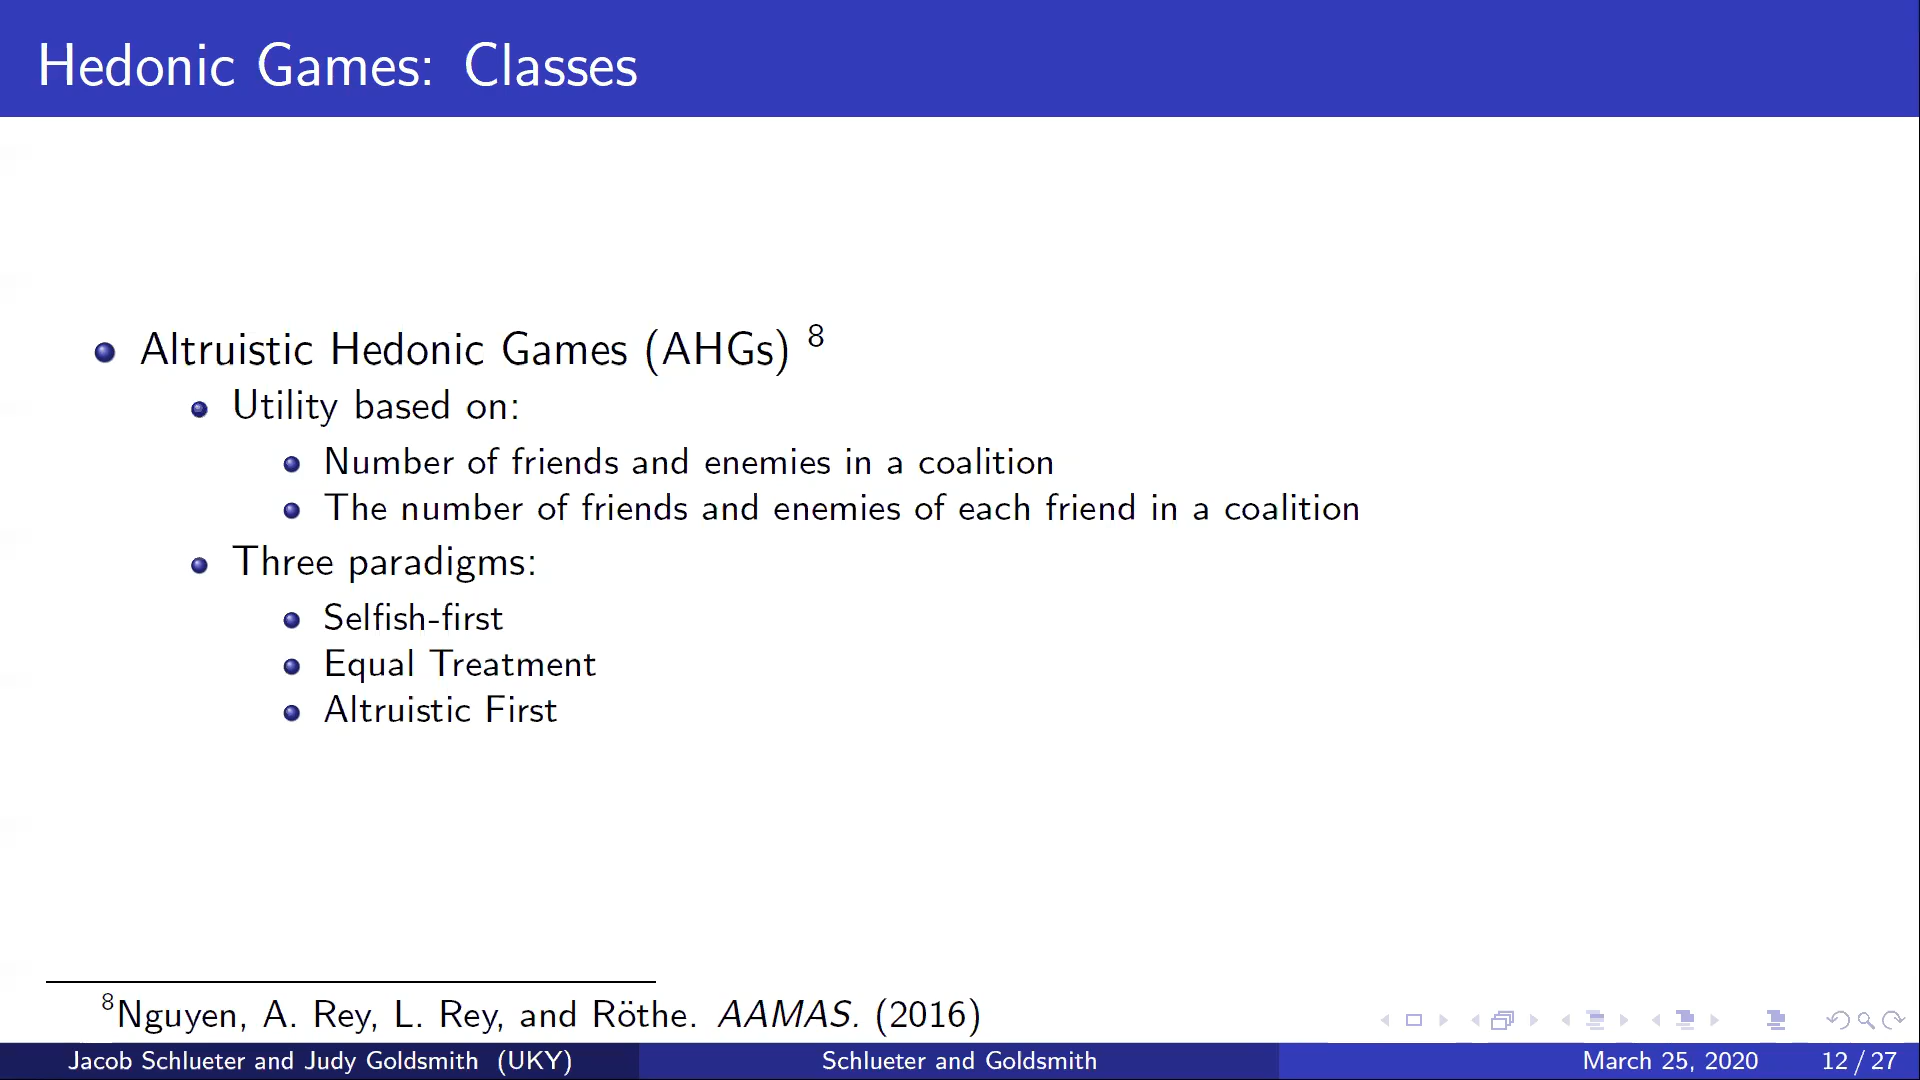 Hedonic Games: Classes
Altruistic Hedonic Games (AHGs) 8
Utility based on:
Number of friends and enemies in a coalition
The number of friends and enemies of each friend in a coalition
Three paradigms:
Selfish-first
Equal Treatment
Altruistic First
8Nguyen, A. Rey, L. Rey, and Röthe. AAMAS. (2016)
Jacob Schlueter and Judy Goldsmith (UKY) Schlueter and Goldsmith March 25, 2020 12 / 27